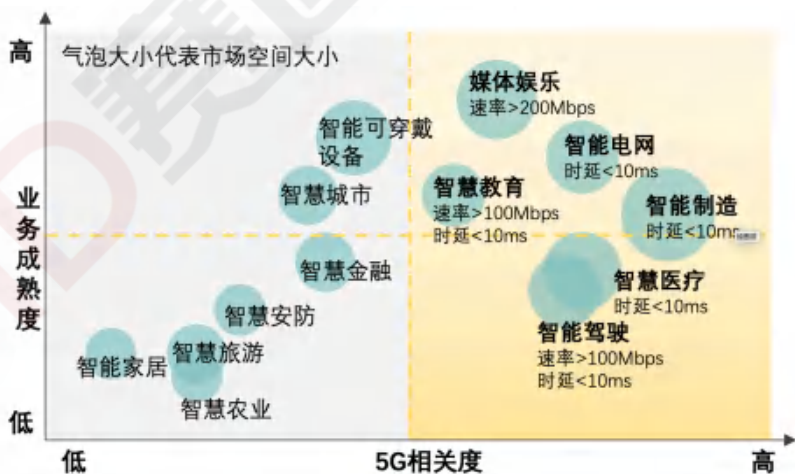 高
气泡大小代表市场空间大小
媒体娱乐
速率>200Mbps
智能可穿戴
设备
智能电网
时延<10ms
智慧城市
智慧教育
速率>100Mbps
时延<10ms
智能制造
时延<10ms
业务成熟度
智慧金融
智慧医疗
时延<10ms
智慧安防
智能驾驶
速率>100Mbps
时延<10ms
智能家居
智慧旅游
智慧农业
低
低
5G相关度
高